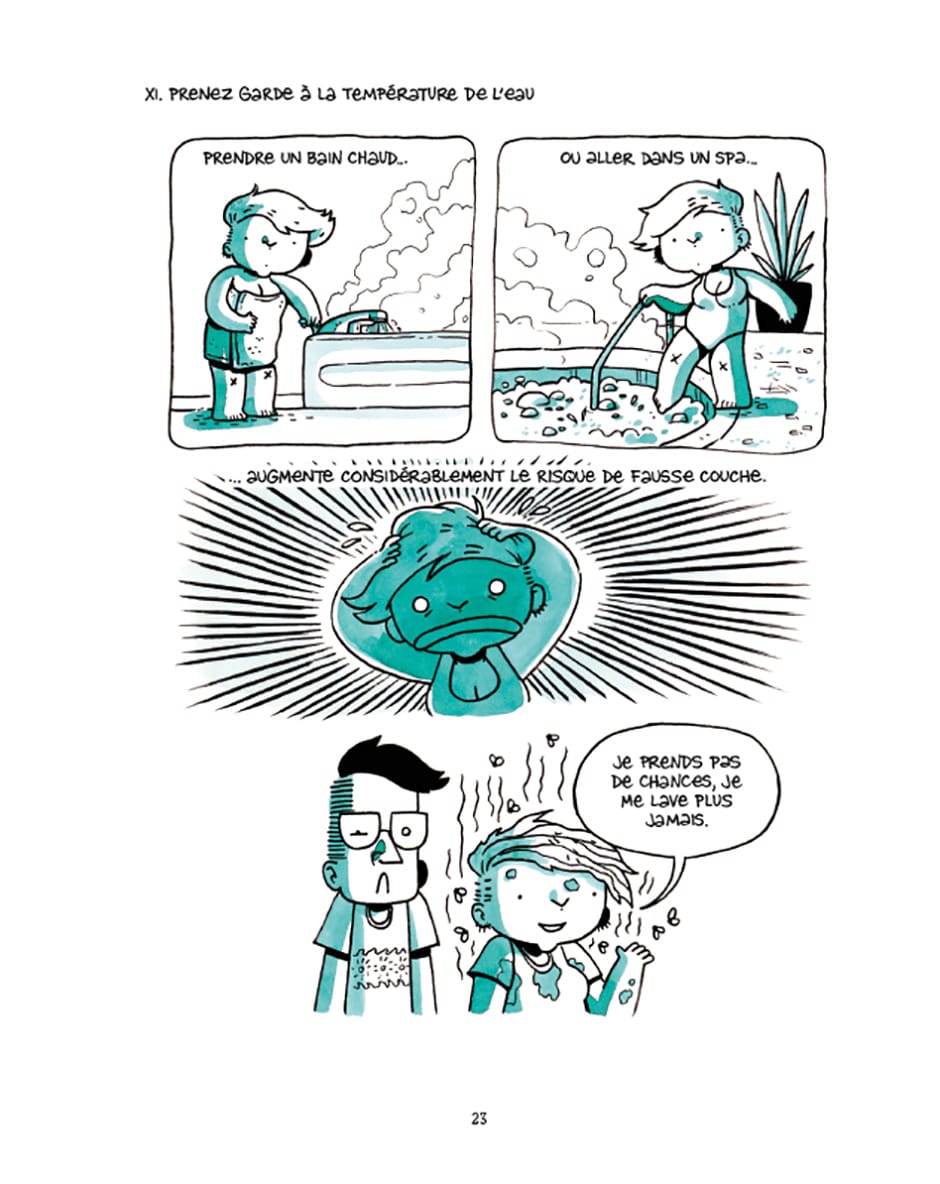 XI. PRENEZ GARDE À LA TEMPÉRATURE DE L'EAU
PRENDRE UN BAIN CHAUD...
OU ALLER DANS UN SPA...
... AUGMENTE CONSIDÉRABLEMENT LE RISQUE DE FAUSSE COUCHE.
JE PRENDS PAS
DE CHANCES, JE
ME LAVE PLUS
JAMAIS.
23